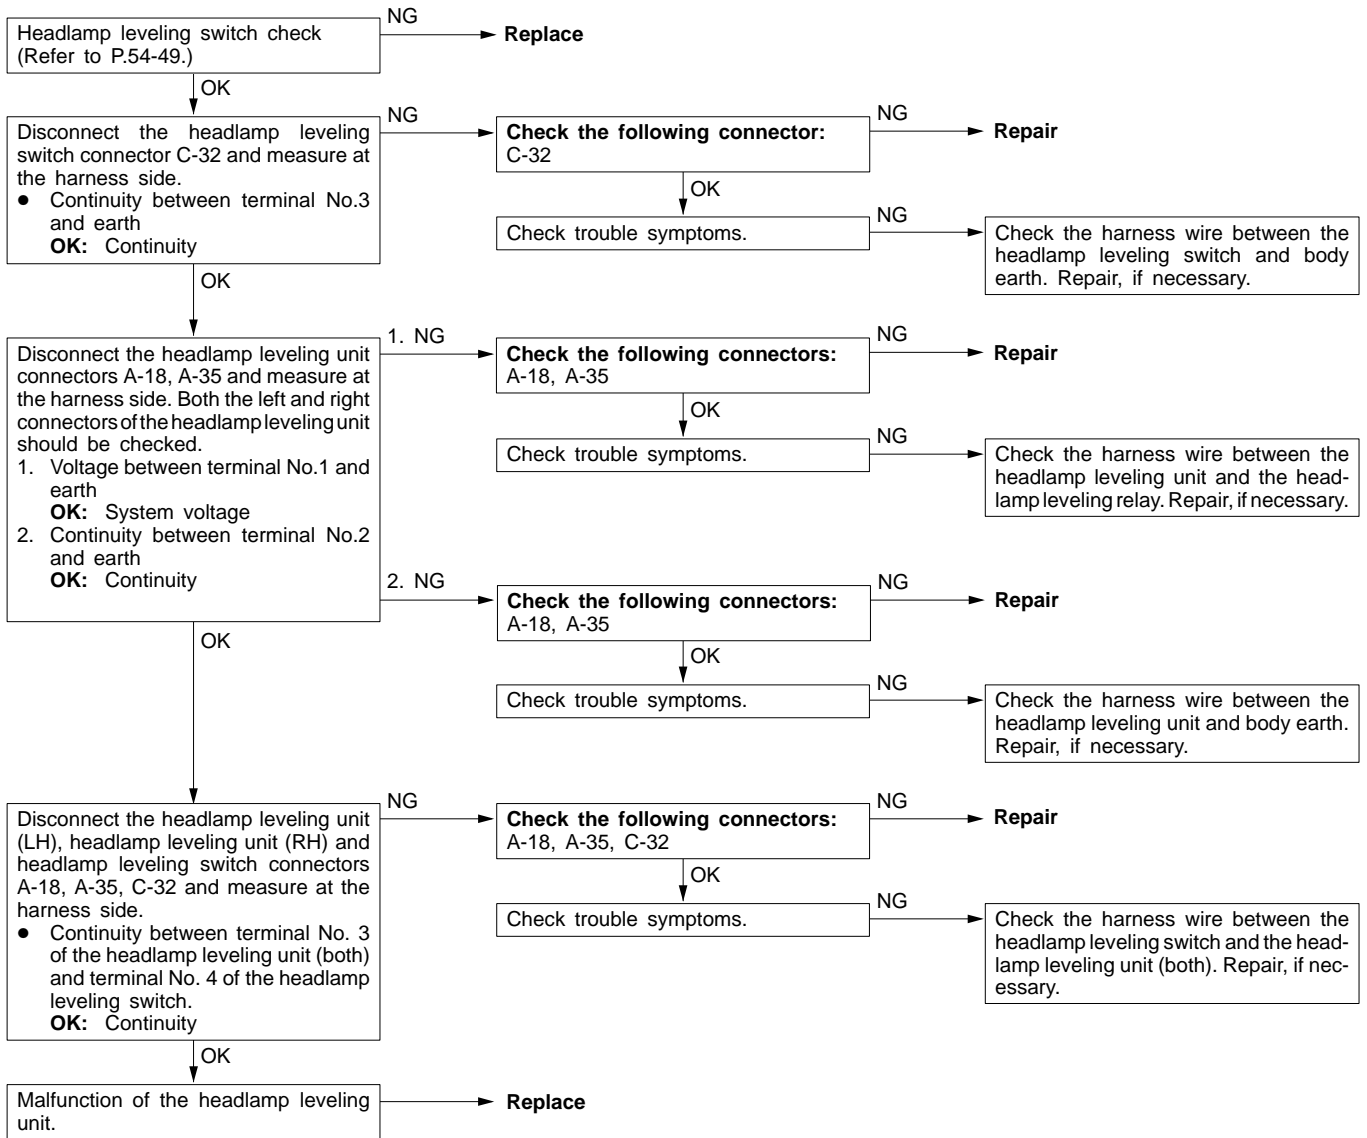 Headlamp leveling switch check
(Refer to P.54-49.)
NG
Replace
OK
Disconnect the headlamp leveling
switch connector C-32 and measure at
the harness side.
● Continuity between terminal No.3
and earth
OK: Continuity
NG
Check the following connector:
C-32
NG
Repair
OK
Check trouble symptoms.
NG
Check the harness wire between the
headlamp leveling switch and body
earth. Repair, if necessary.
OK
Disconnect the headlamp leveling unit
connectors A-18, A-35 and measure at
the harness side. Both the left and right
connectors of the headlamp leveling unit
should be checked.
1. Voltage between terminal No.1 and
earth
OK: System voltage
2. Continuity between terminal No.2
and earth
OK: Continuity
1. NG
Check the following connectors:
A-18, A-35
NG
Repair
OK
Check trouble symptoms.
NG
Check the harness wire between the
headlamp leveling unit and the head-
lamp leveling relay. Repair, if necessary.
2. NG
Check the following connectors:
A-18, A-35
NG
Repair
OK
Check trouble symptoms.
NG
Check the harness wire between the
headlamp leveling unit and body earth.
Repair, if necessary.
OK
Disconnect the headlamp leveling unit
(LH), headlamp leveling unit (RH) and
headlamp leveling switch connectors
A-18, A-35, C-32 and measure at the
harness side.
● Continuity between terminal No. 3
of the headlamp leveling unit (both)
and terminal No. 4 of the headlamp
leveling switch.
OK: Continuity
NG
Check the following connectors:
A-18, A-35, C-32
NG
Repair
OK
Check trouble symptoms.
NG
Check the harness wire between the
headlamp leveling switch and the head-
lamp leveling unit (both). Repair, if nec-
essary.
OK
Malfunction of the headlamp leveling
unit.
Replace